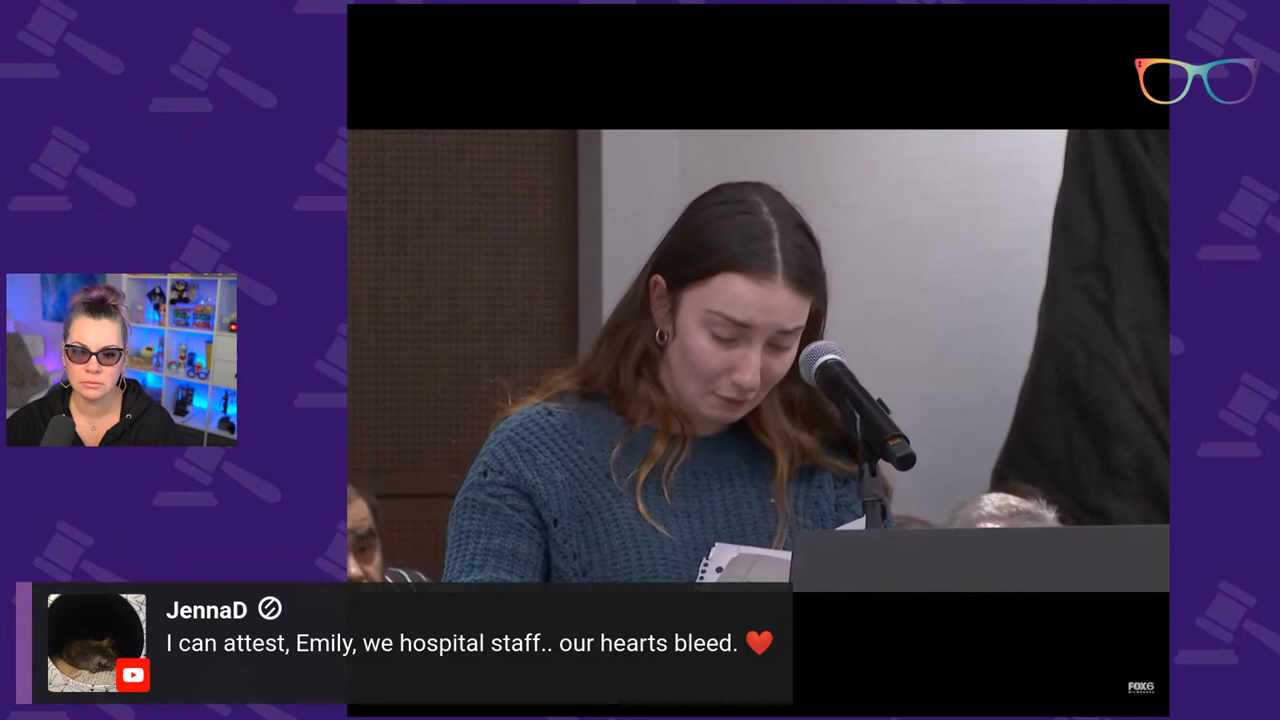 JennaD
I can attest, Emily, we hospital staff.. our hearts bleed. ❤️
FOX6